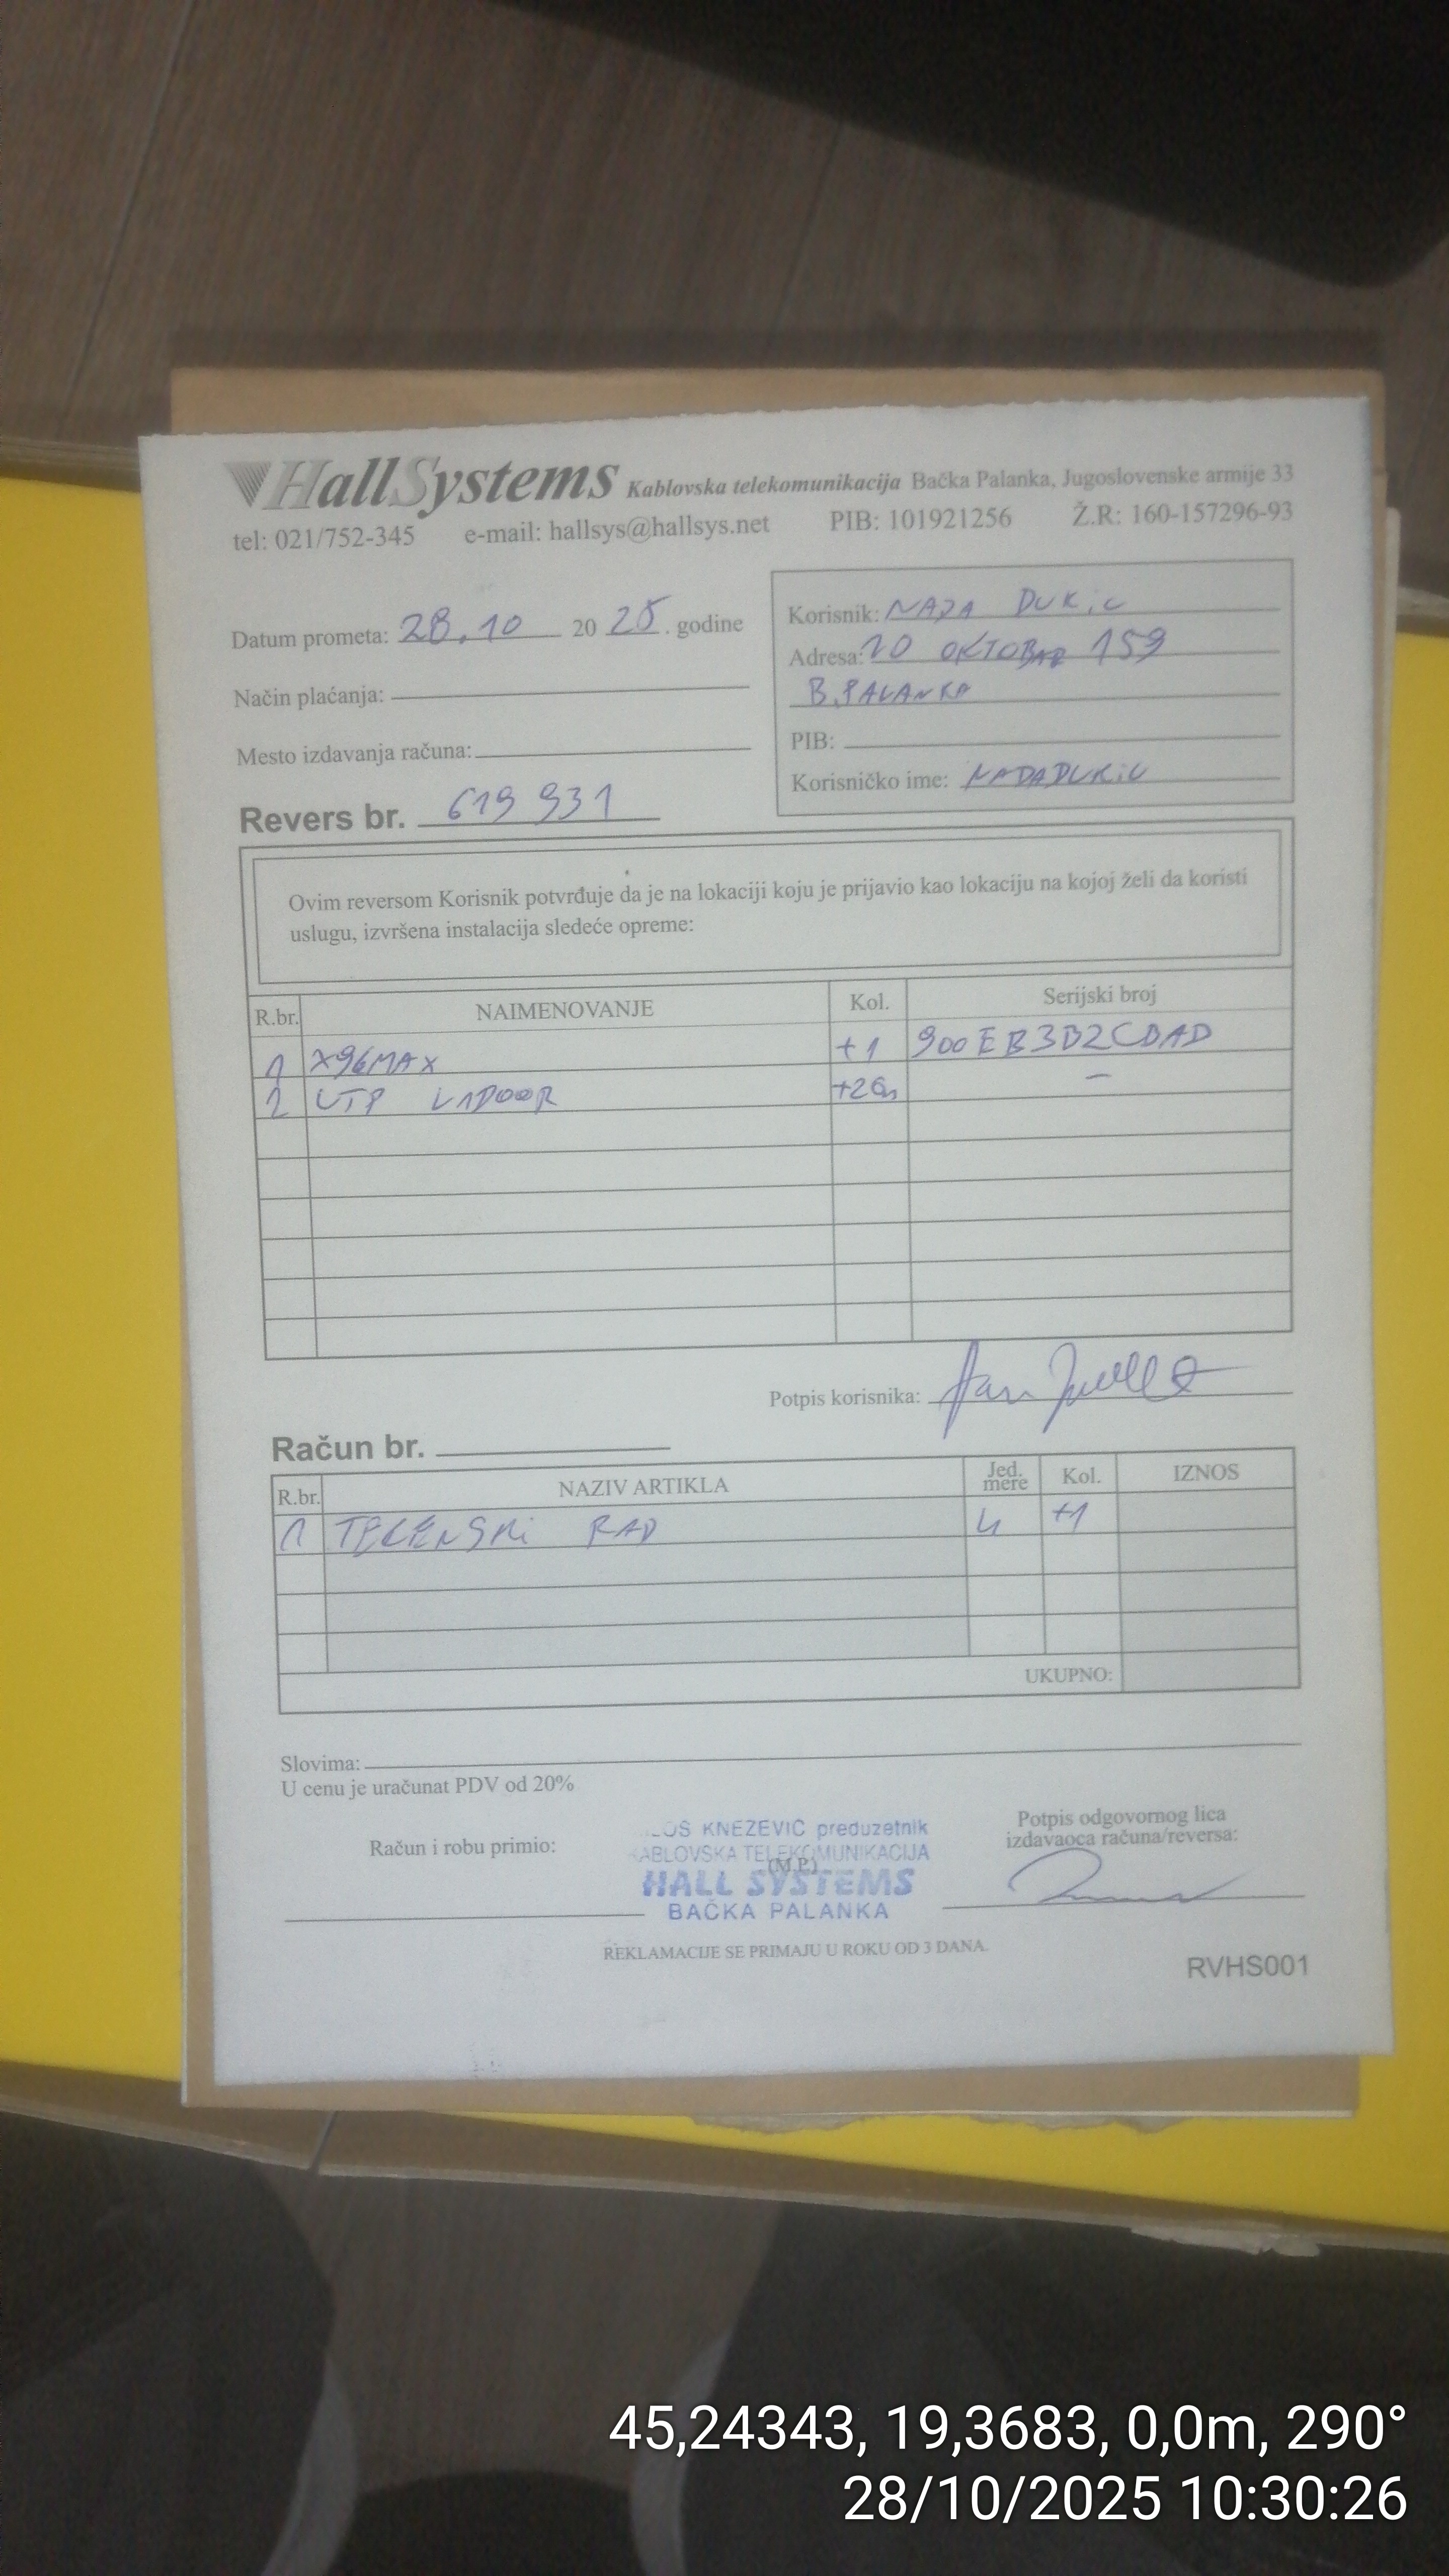 HallSystems Kablovska telekomunikacija Bačka Palanka, Jugoslovenske armije 33
tel: 021/752-345 e-mail: hallsys@hallsys.net PIB: 101921256 Ž.R: 160-157296-93
Datum prometa: 28.10 20 25. godine
Način plaćanja:
Mesto izdavanja računa:
Revers br. 619 931
Korisnik: NADA DUKIC
Adresa: 20 OKTOBAR 159
B.PALANKA
PIB:
Korisničko ime: NADADUKIC
Ovim reversom Korisnik potvrđuje da je na lokaciji koju je prijavio kao lokaciju na kojoj želi da koristi
uslugu, izvršena instalacija sledeće opreme:
R.br. NAIMENOVANJE Kol. Serijski broj
1 X96MAX +1 900EB3D2CDAD
2 UTP INDOOR –
Potpis korisnika:
Račun br.
R.br. NAZIV ARTIKLA Jed. mere Kol. IZNOS
1 TERENSKI RAD +1
UKUPNO:
Slovima:
U cenu je uračunat PDV od 20%
Računi robu primio:
KNEZEVIC preduzetnik
TELEKOMUNIKACIJA
(M.P.)
HALL SYSTEMS
BAČKA PALANKA
Potpis odgovornog lica
izdavaoca računa/reversa:
REKLAMACIJE SE PRIMAJU U ROKU OD 3 DANA.
RVHS001
45,24343, 19,3683, 0,0m, 290°
28/10/2025 10:30:26